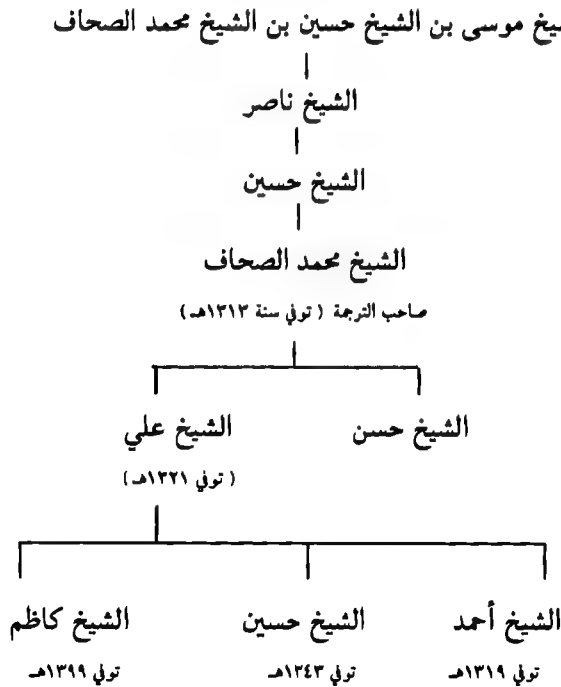 يخ موسى بن الشيخ حسين بن الشيخ محمد الصحاف
الشيخ ناصر
الشيخ حسين
الشيخ محمد الصحاف
صاحب الترجمة ( توفي سنة ١٣١٣هـ )
الشيخ حسن الشيخ علي
( توفي ١٣٢١هـ )
الشيخ أحمد الشيخ حسين الشيخ كاظم
توفي ١٣١٩هـ توفي ١٣٤٣هـ توفي ١٣٩٩هـ